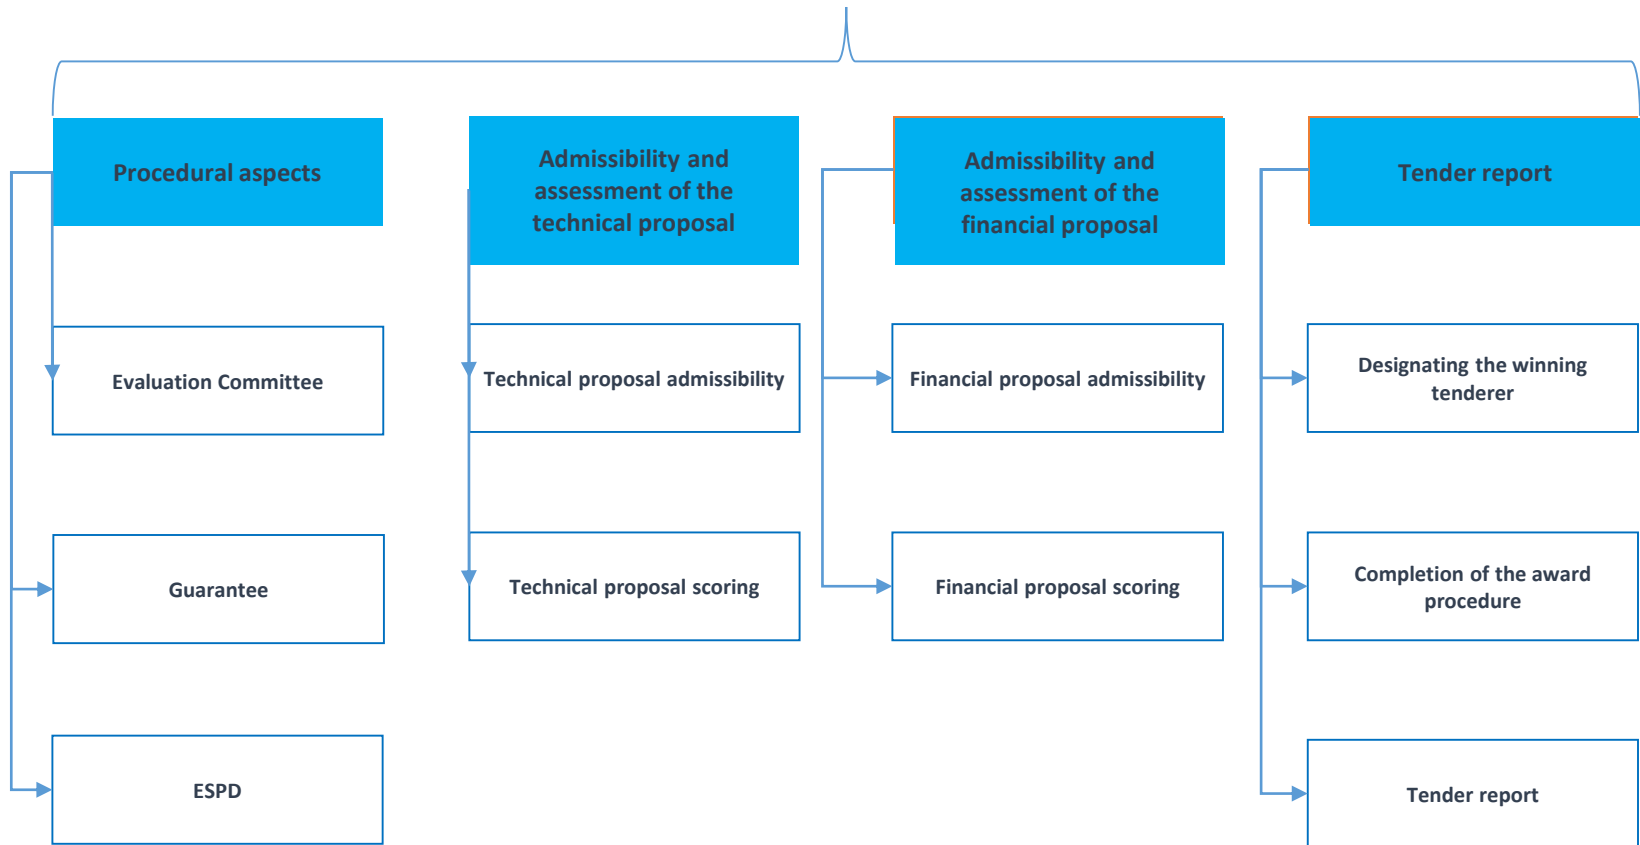 Procedural aspects
Admissibility and
assessment of the
technical proposal
Admissibility and
assessment of the
financial proposal
Tender report
Evaluation Committee
Technical proposal admissibility
Financial proposal admissibility
Designating the winning
tenderer
Guarantee
Technical proposal scoring
Financial proposal scoring
Completion of the award
procedure
ESPD
Tender report